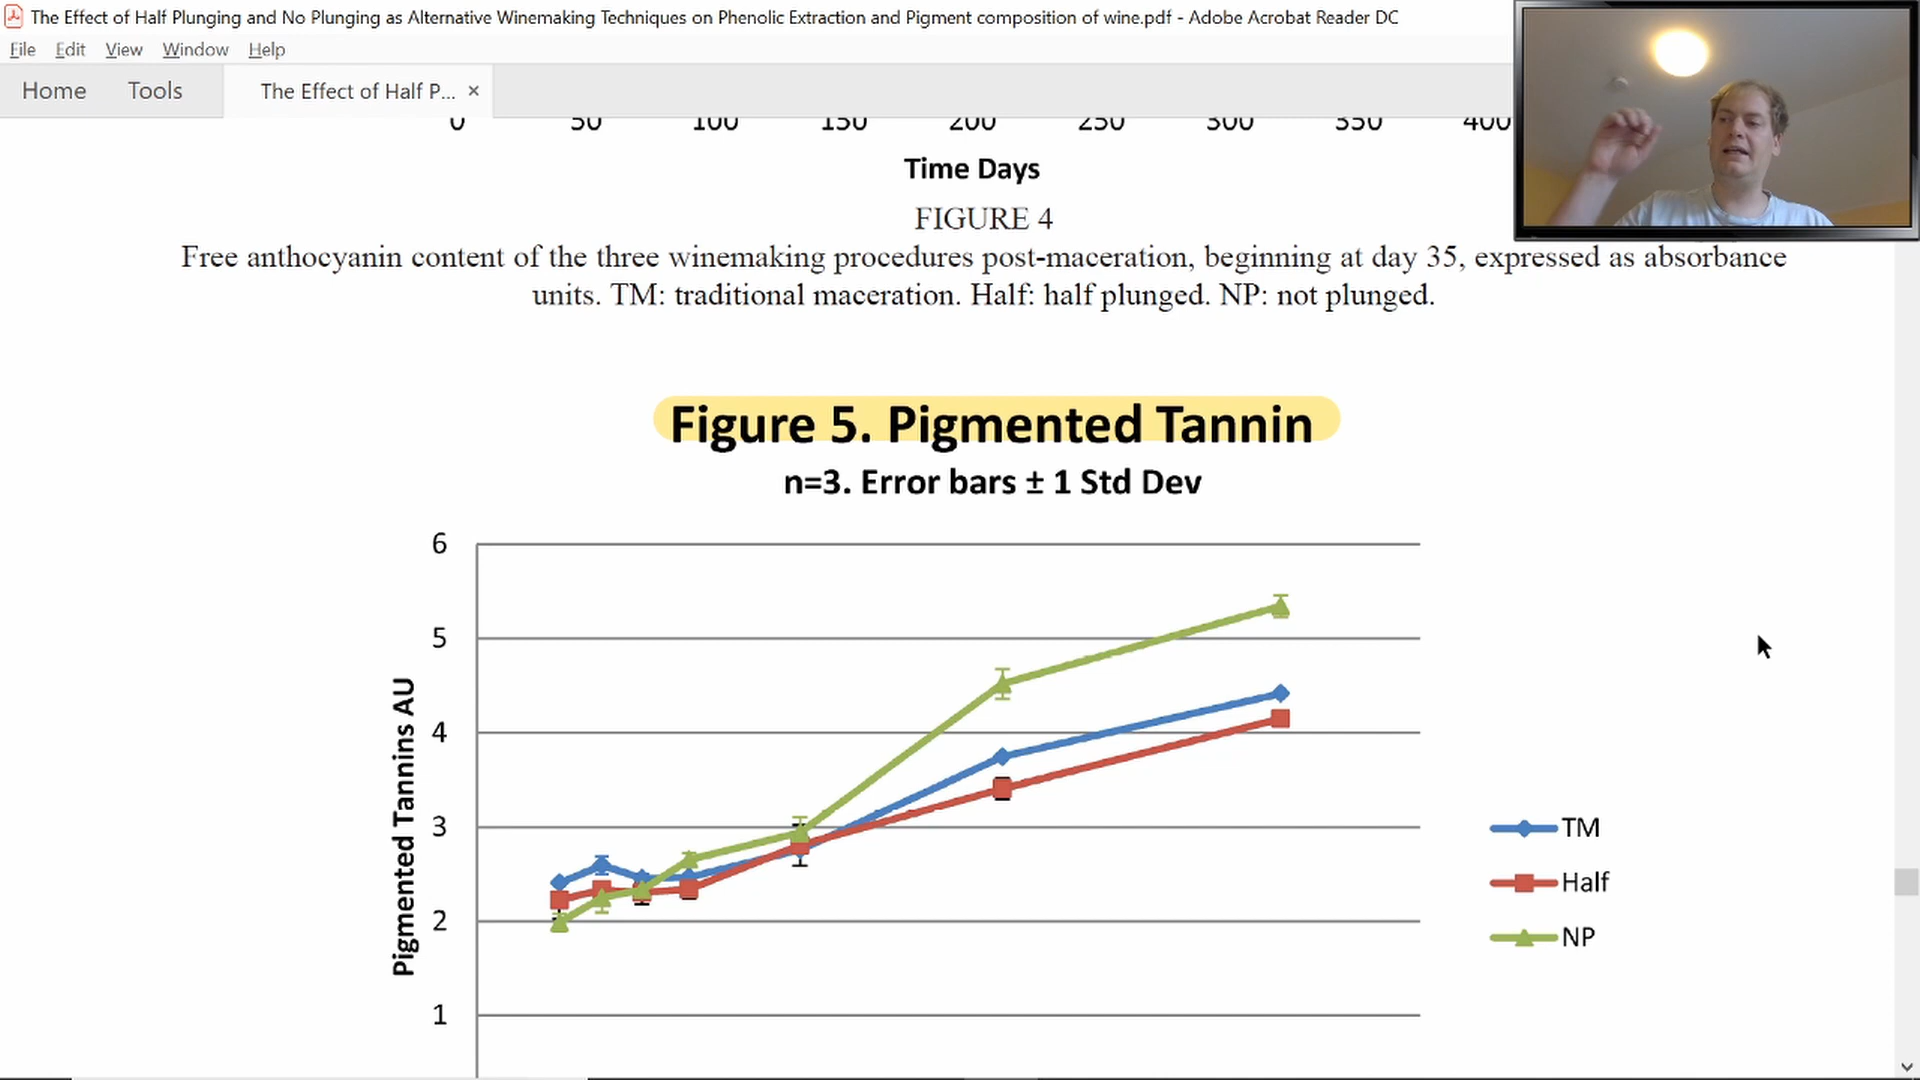 The Effect of Half Plunging and No Plunging as Alternative Winemaking Techniques on Phenolic Extraction and Pigment composition of wine.pdf - Adobe Acrobat Reader DC
File Edit View Window Help
Home Tools The Effect of Half P... ×
0 50 100 150 200 250 300 350 400
Time Days
FIGURE 4
Free anthocyanin content of the three winemaking procedures post-maceration, beginning at day 35, expressed as absorbance
units. TM: traditional maceration. Half: half plunged. NP: not plunged.
Figure 5. Pigmented Tannin
n=3. Error bars ± 1 Std Dev
Pigmented Tannins AU
6
5
4
3
2
1
TM
Half
NP